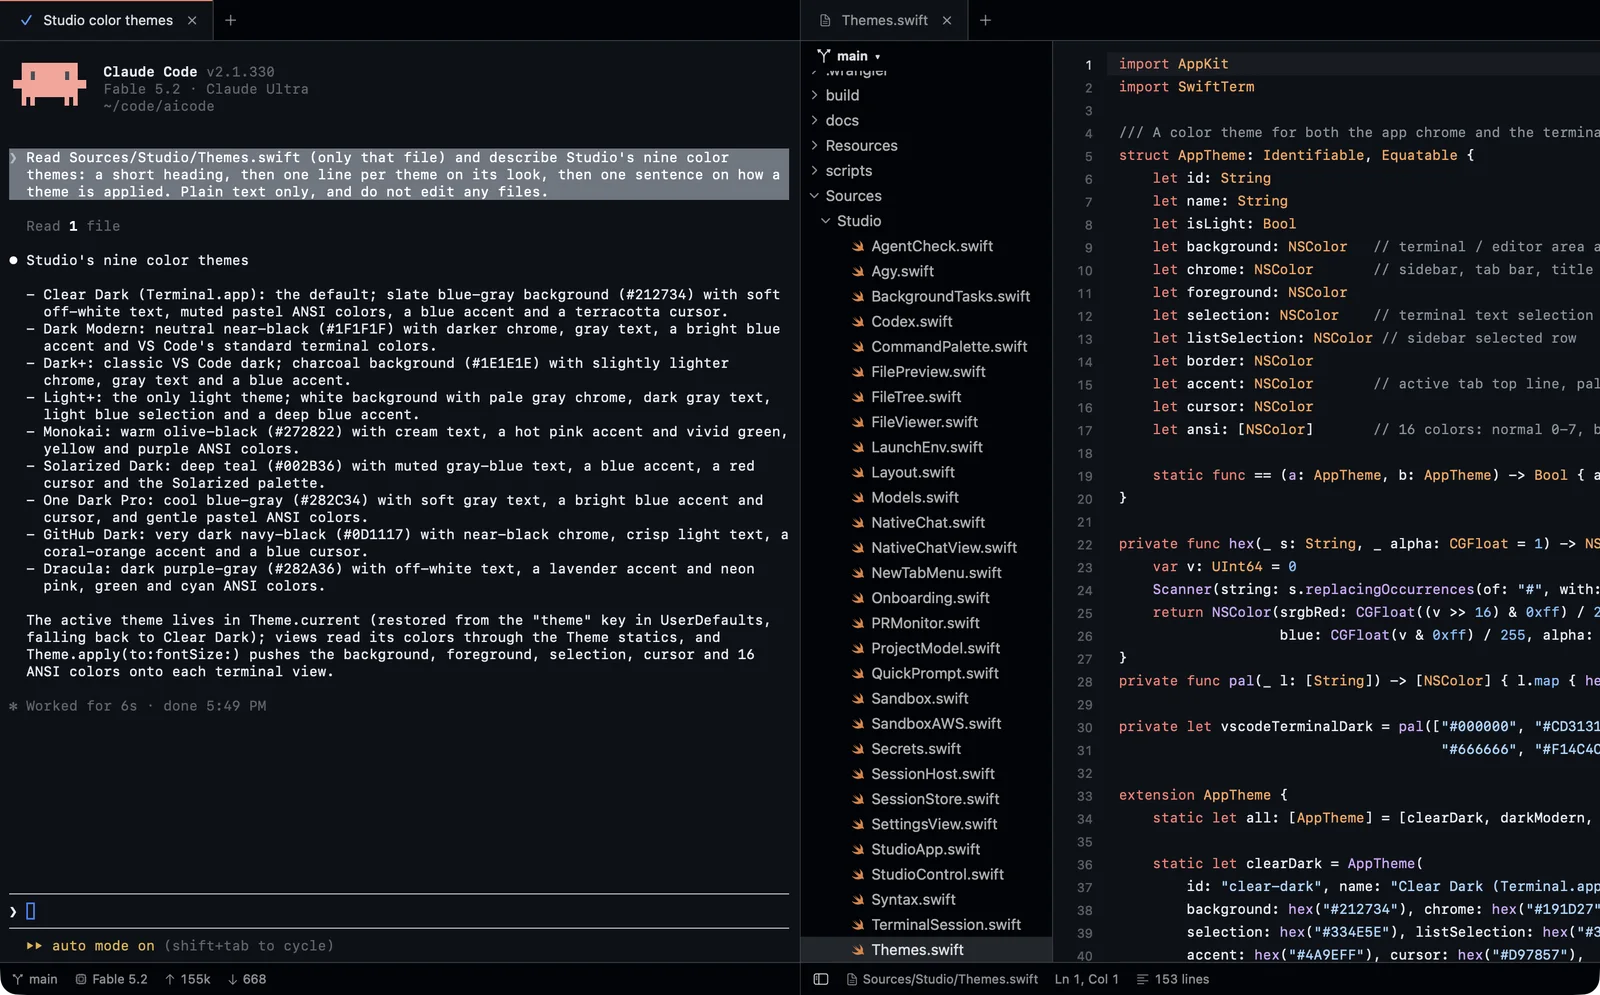 Studio color themes
Claude Code v2.1.330
Fable 5.2 · Claude Ultra
~/code/aicode
❯ Read Sources/Studio/Themes.swift (only that file) and describe Studio's nine color
themes: a short heading, then one line per theme on its look, then one sentence on how a
theme is applied. Plain text only, and do not edit any files.
Read 1 file
● Studio's nine color themes
– Clear Dark (Terminal.app): the default; slate blue-gray background (#212734) with soft
off-white text, muted pastel ANSI colors, a blue accent and a terracotta cursor.
– Dark Modern: neutral near-black (#1F1F1F) with darker chrome, gray text, a bright blue
accent and VS Code's standard terminal colors.
– Dark+: classic VS Code dark; charcoal background (#1E1E1E) with slightly lighter
chrome, gray text and a blue accent.
– Light+: the only light theme; white background with pale gray chrome, dark gray text,
light blue selection and a deep blue accent.
– Monokai: warm olive-black (#272822) with cream text, a hot pink accent and vivid green,
yellow and purple ANSI colors.
– Solarized Dark: deep teal (#002B36) with muted gray-blue text, a blue accent, a red
cursor and the Solarized palette.
– One Dark Pro: cool blue-gray (#282C34) with soft gray text, a bright blue accent and
cursor, and gentle pastel ANSI colors.
– GitHub Dark: very dark navy-black (#0D1117) with near-black chrome, crisp light text, a
coral-orange accent and a blue cursor.
– Dracula: dark purple-gray (#282A36) with off-white text, a lavender accent and neon
pink, green and cyan ANSI colors.
The active theme lives in Theme.current (restored from the "theme" key in UserDefaults,
falling back to Clear Dark); views read its colors through the Theme statics, and
Theme.apply(to:fontSize:) pushes the background, foreground, selection, cursor and 16
ANSI colors onto each terminal view.
✻ Worked for 6s · done 5:49 PM
❯
auto mode on (shift+tab to cycle)
main Fable 5.2 ↑ 155k ↓ 668
Themes.swift
main
.wrangler
build
docs
Resources
scripts
Sources
Studio
AgentCheck.swift
Agy.swift
BackgroundTasks.swift
Codex.swift
CommandPalette.swift
FilePreview.swift
FileTree.swift
FileViewer.swift
LaunchEnv.swift
Layout.swift
Models.swift
NativeChat.swift
NativeChatView.swift
NewTabMenu.swift
Onboarding.swift
PRMonitor.swift
ProjectModel.swift
QuickPrompt.swift
Sandbox.swift
SandboxAWS.swift
Secrets.swift
SessionHost.swift
SessionStore.swift
SettingsView.swift
StudioApp.swift
StudioControl.swift
Syntax.swift
TerminalSession.swift
Themes.swift
1 import AppKit
2 import SwiftTerm
3
4 /// A color theme for both the app chrome and the termina
5 struct AppTheme: Identifiable, Equatable {
6 let id: String
7 let name: String
8 let isLight: Bool
9 let background: NSColor // terminal / editor area a
10 let chrome: NSColor // sidebar, tab bar, title
11 let foreground: NSColor
12 let selection: NSColor // terminal text selection
13 let listSelection: NSColor // sidebar selected row
14 let border: NSColor
15 let accent: NSColor // active tab top line, pal
16 let cursor: NSColor
17 let ansi: [NSColor] // 16 colors: normal 0–7, b
18
19 static func == (a: AppTheme, b: AppTheme) -> Bool { a
20 }
21
22 private func hex(_ s: String, _ alpha: CGFloat = 1) -> NS
23 var v: UInt64 = 0
24 Scanner(string: s.replacingOccurrences(of: "#", with:
25 return NSColor(srgbRed: CGFloat((v >> 16) & 0xff) / 2
26 blue: CGFloat(v & 0xff) / 255, alpha:
27 }
28 private func pal(_ l: [String]) -> [NSColor] { l.map { he
29
30 private let vscodeTerminalDark = pal(["#000000", "#CD3131
31 "#666666", "#F14C4C
32
33 extension AppTheme {
34 static let all: [AppTheme] = [clearDark, darkModern,
35
36 static let clearDark = AppTheme(
37 id: "clear-dark", name: "Clear Dark (Terminal.app
38 background: hex("#212734"), chrome: hex("#191D27"
39 selection: hex("#334E5E"), listSelection: hex("#3
40 accent: hex("#4A9EFF"), cursor: hex("#D97857"),
Sources/Studio/Themes.swift Ln 1, Col 1 153 lines